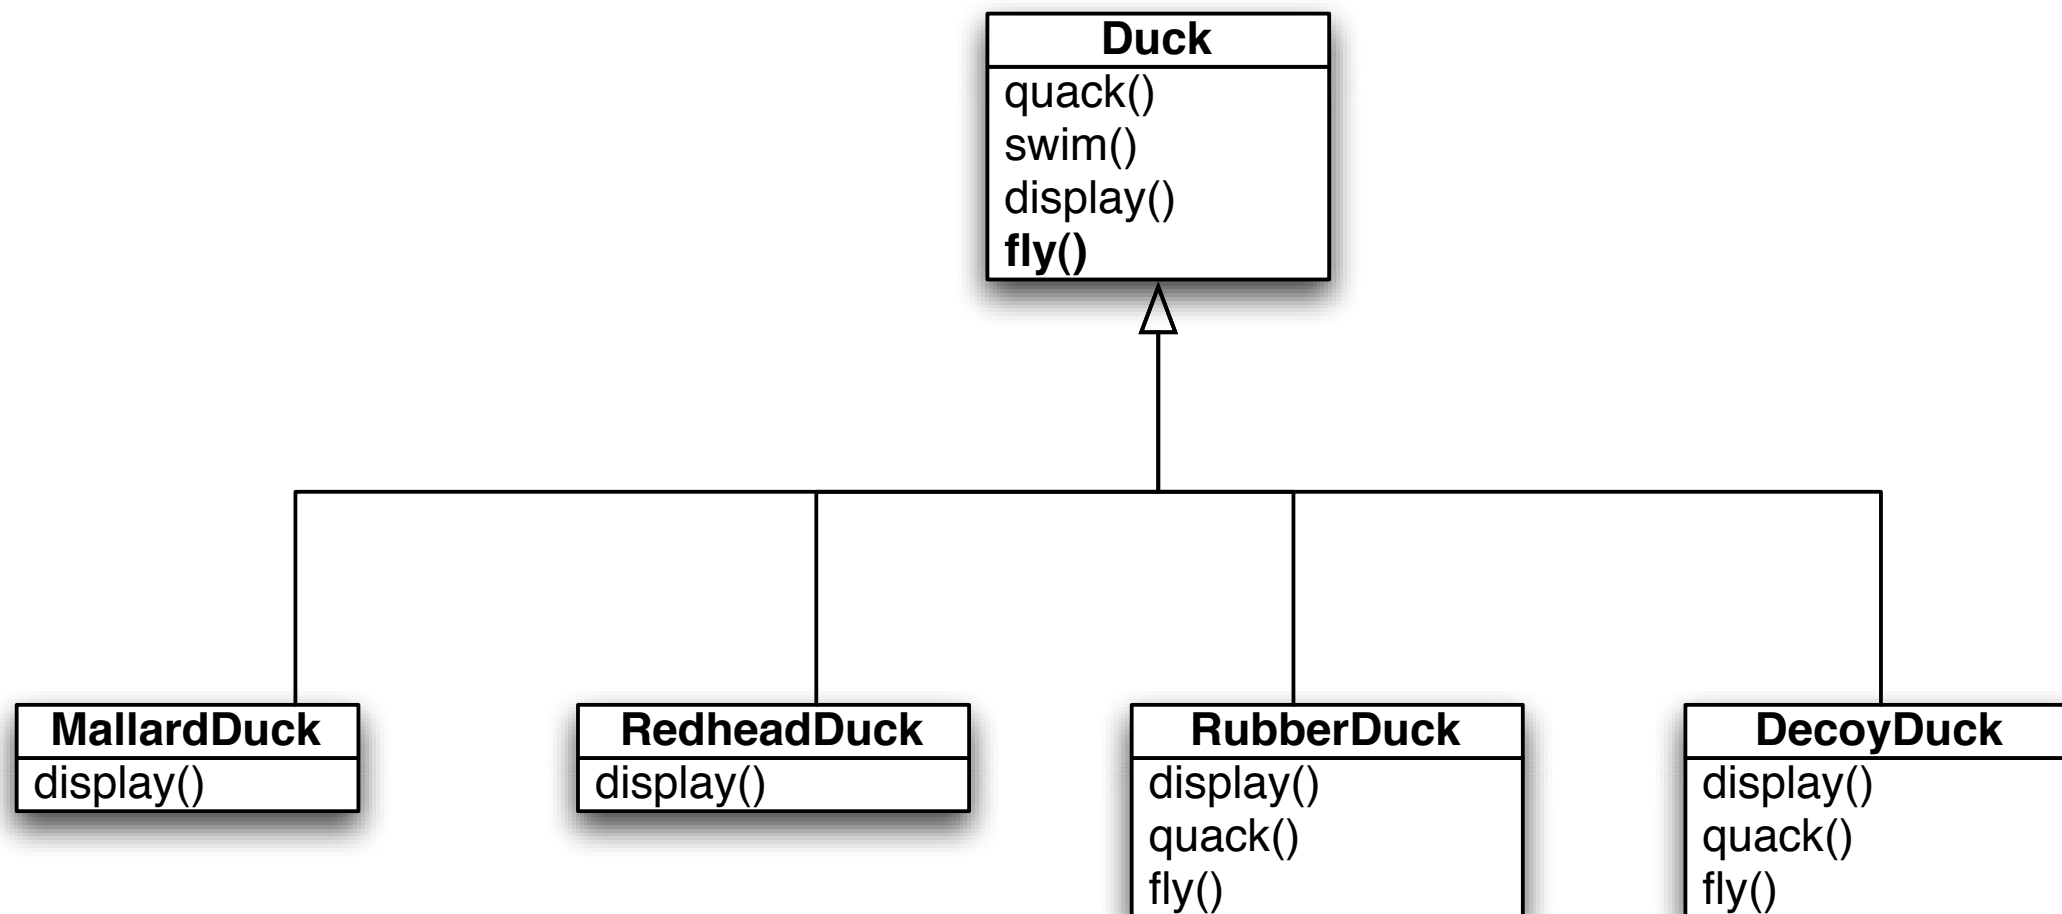 Duck
quack()
swim()
display()
fly()
MallardDuck
display()
RedheadDuck
display()
RubberDuck
display()
quack()
fly()
DecoyDuck
display()
quack()
fly()